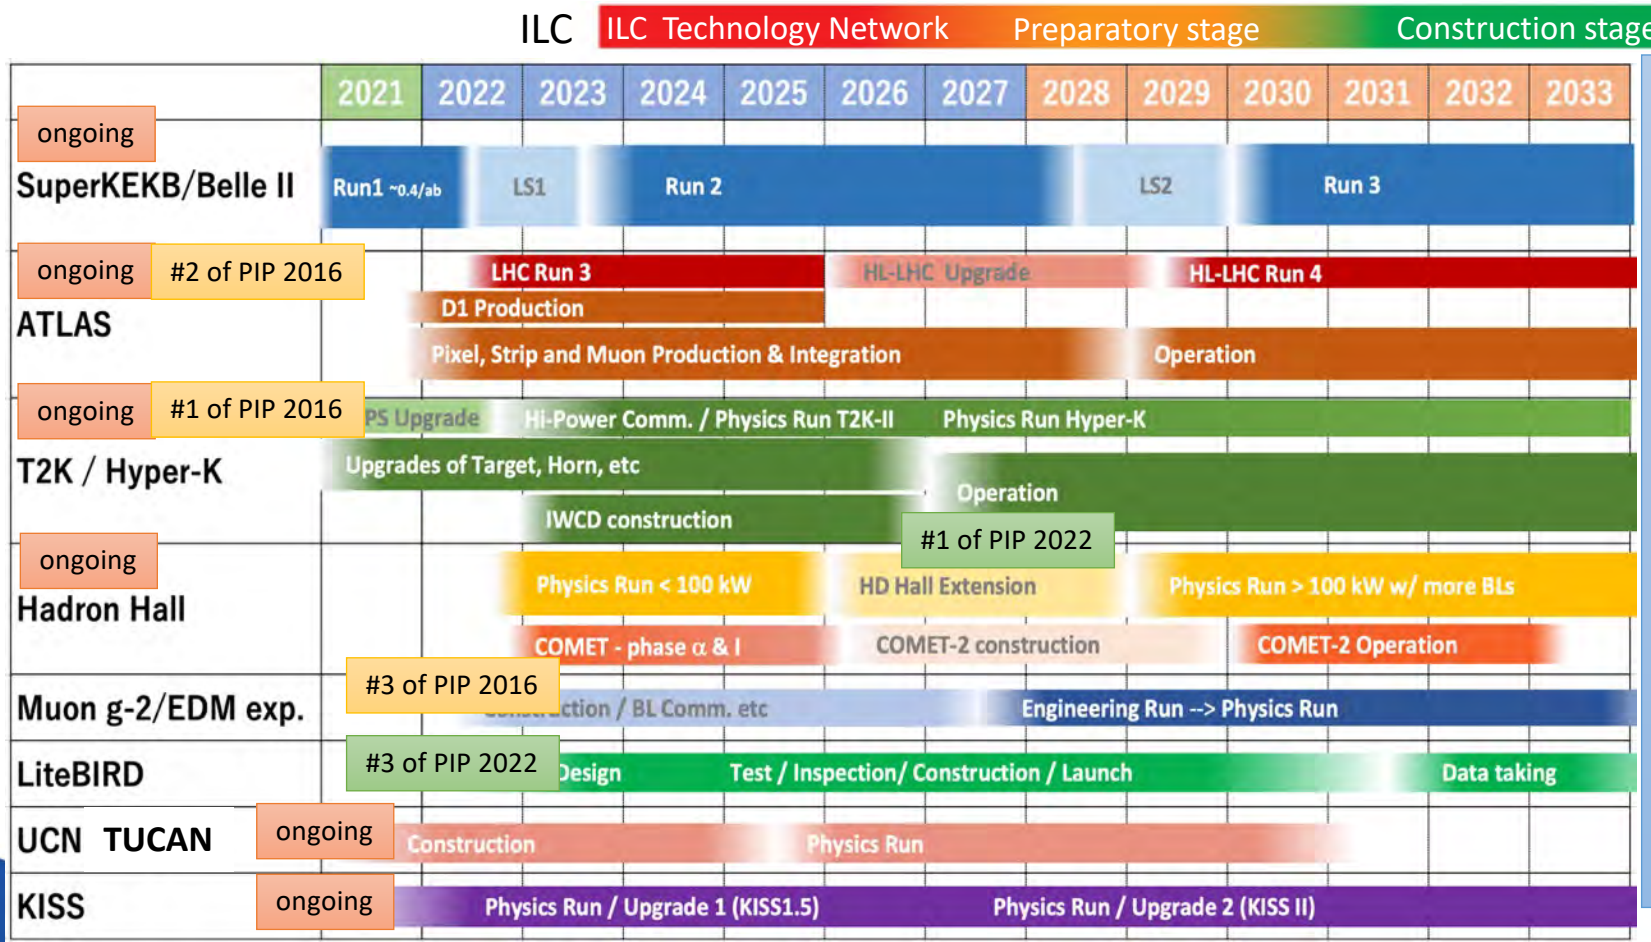 ILC ILC Technology Network Preparatory stage Construction stage
2021 2022 2023 2024 2025 2026 2027 2028 2029 2030 2031 2032 2033
ongoing
SuperKEKB/Belle II
Run1 ~0.4/ab LS1 Run 2 LS2 Run 3
ongoing #2 of PIP 2016
ATLAS
LHC Run 3 HL-LHC Upgrade HL-LHC Run 4
D1 Production
Pixel, Strip and Muon Production & Integration Operation
ongoing #1 of PIP 2016
T2K / Hyper-K
PS Upgrade Hi-Power Comm. / Physics Run T2K-II Physics Run Hyper-K
Upgrades of Target, Horn, etc
Operation
IWCD construction
#1 of PIP 2022
ongoing
Hadron Hall
Physics Run < 100 kW HD Hall Extension Physics Run > 100 kW w/ more BLs
COMET - phase α & I COMET-2 construction COMET-2 Operation
#3 of PIP 2016
Muon g-2/EDM exp.
/ BL Comm. etc Engineering Run --> Physics Run
#3 of PIP 2022
LiteBIRD
Design Test / Inspection/ Construction / Launch Data taking
UCN TUCAN ongoing
Construction Physics Run
KISS ongoing
Physics Run / Upgrade 1 (KISS1.5) Physics Run / Upgrade 2 (KISS II)